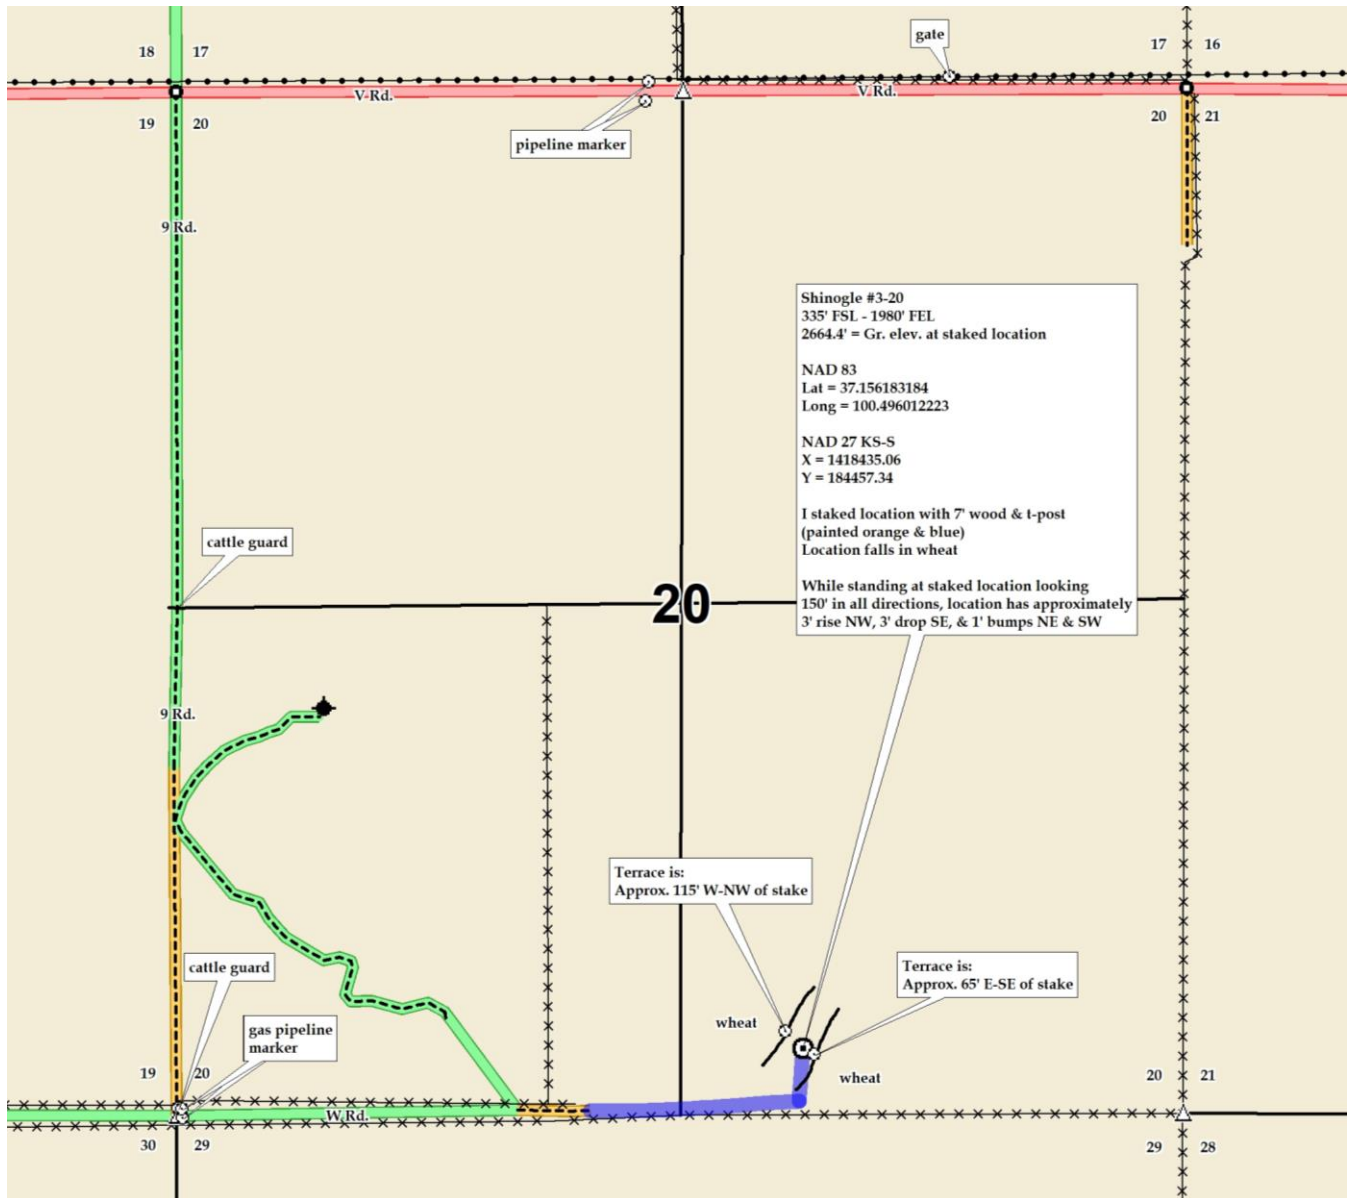 gate
18 17
17 16
V Rd.
V Rd.
19 20
20 21
pipeline marker
9 Rd.
Shinogle #3-20
335' FSL - 1980' FEL
2664.4' = Gr. elev. at staked location
NAD 83
Lat = 37.156183184
Long = 100.496012223
NAD 27 KS-S
X = 1418435.06
Y = 184457.34
I staked location with 7' wood & t-post
(painted orange & blue)
Location falls in wheat
While standing at staked location looking
150' in all directions, location has approximately
3' rise NW, 3' drop SE, & 1' bumps NE & SW
cattle guard
20
9 Rd.
Terrace is:
Approx. 115' W-NW of stake
cattle guard
Terrace is:
Approx. 65' E-SE of stake
gas pipeline
marker
wheat
wheat
19 20
20 21
W Rd.
30 29
29 28